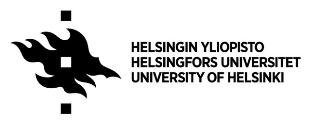 HELSINGIN YLIOPISTO
HELSINGFORS UNIVERSITET
UNIVERSITY OF HELSINKI